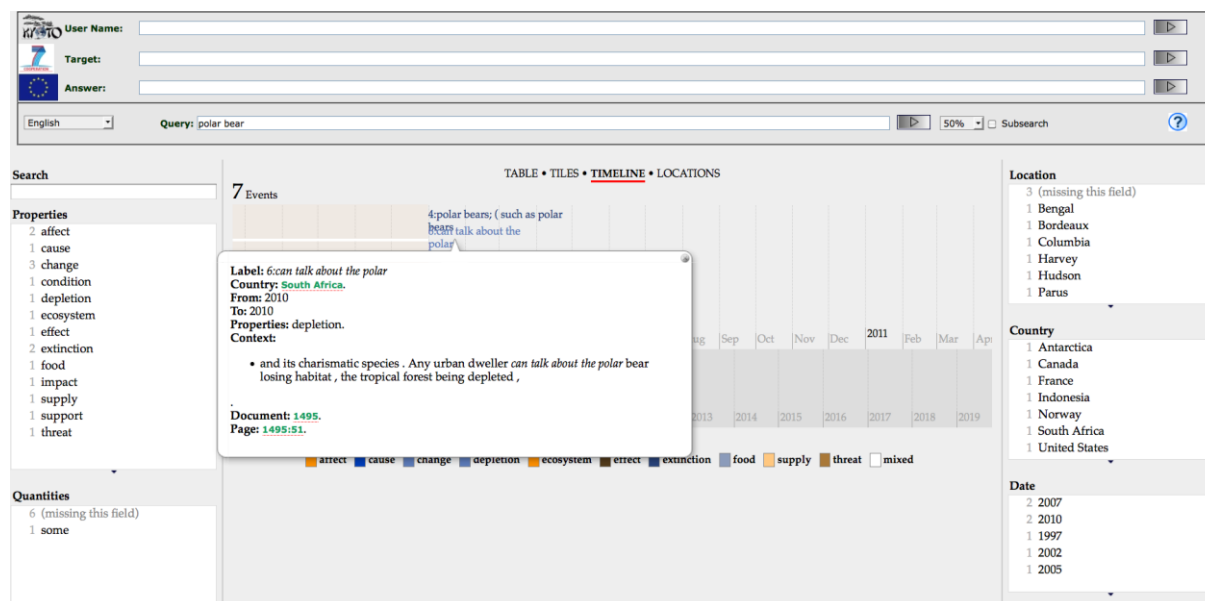 KYOTO User Name:
7 Target:
Answer:
English Query: polar bear 50% Subsearch ?
Search
Properties
2 affect
1 cause
3 change
1 condition
1 depletion
1 ecosystem
1 effect
2 extinction
1 food
1 impact
1 supply
1 support
1 threat
Quantities
6 (missing this field)
1 some
TABLE • TILES • TIMELINE • LOCATIONS
7 Events
4:polar bears; ( such as polar
bears
6:can talk about the
polar
Label: 6:can talk about the polar
Country: South Africa.
From: 2010
To: 2010
Properties: depletion.
Context:
• and its charismatic species . Any urban dweller can talk about the polar bear
losing habitat , the tropical forest being depleted ,
.
Document: 1495.
Page: 1495:51.
Sep Oct Nov Dec 2011 Feb Mar
2013 2014 2015 2016 2017 2018 2019
affect cause change depletion ecosystem effect extinction food supply threat mixed
Location
3 (missing this field)
1 Bengal
1 Bordeaux
1 Columbia
1 Harvey
1 Hudson
1 Parus
Country
1 Antarctica
1 Canada
1 France
1 Indonesia
1 Norway
1 South Africa
1 United States
Date
2 2007
2 2010
1 1997
1 2002
1 2005